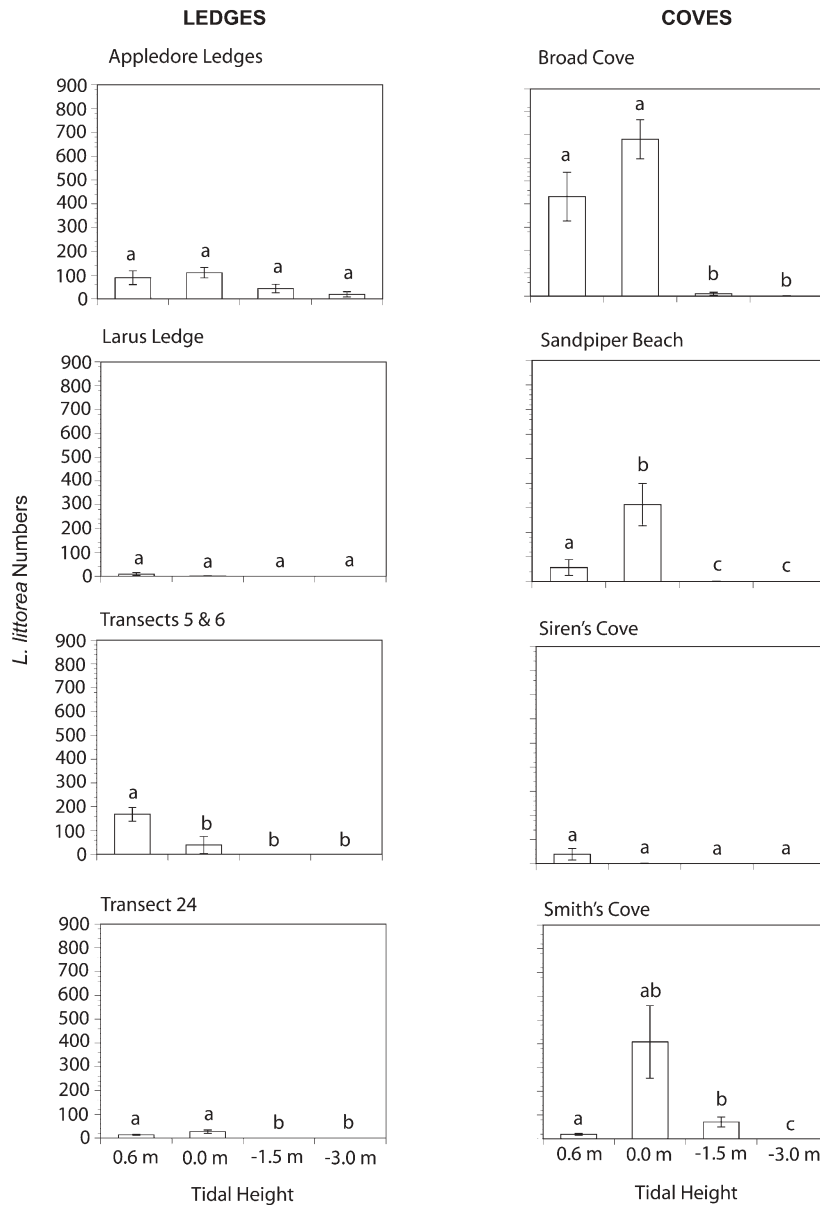 LEDGES
COVES
Appledore Ledges
Broad Cove
900
800
700
600
500
400
300
200
100
0
a
a
a
a
a
a
b
b
Larus Ledge
Sandpiper Beach
900
800
700
600
500
400
300
200
100
0
a
a
a
a
a
b
c
c
L. littorea Numbers
Transects 5 & 6
Siren's Cove
900
800
700
600
500
400
300
200
100
0
a
b
b
b
a
a
a
a
Transect 24
Smith's Cove
900
800
700
600
500
400
300
200
100
0
a
a
b
b
a
ab
b
c
0.6 m 0.0 m -1.5 m -3.0 m
0.6 m 0.0 m -1.5 m -3.0 m
Tidal Height
Tidal Height